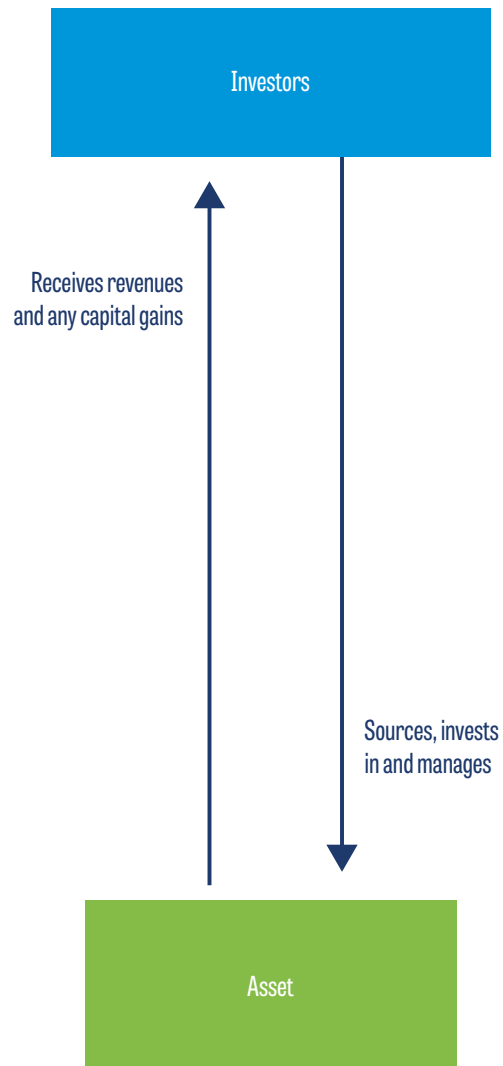 Investors
Receives revenues
and any capital gains
Sources, invests
in and manages
Asset